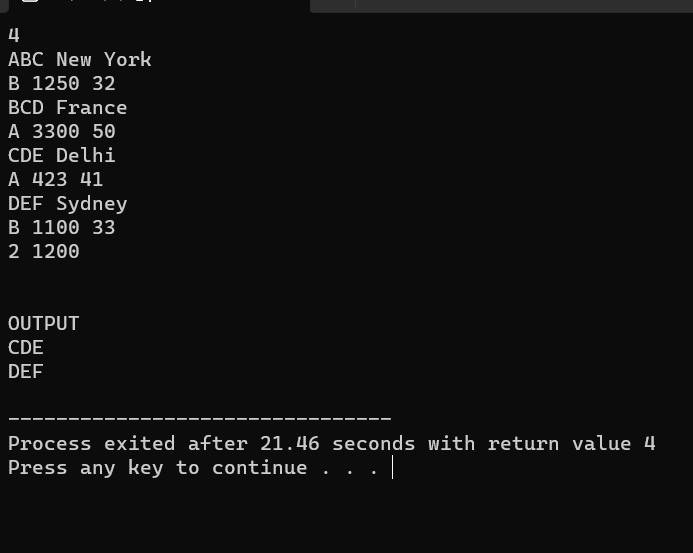 4
ABC New York
B 1250 32
BCD France
A 3300 50
CDE Delhi
A 423 41
DEF Sydney
B 1100 33
2 1200
OUTPUT
CDE
DEF
--------------------------------
Process exited after 21.46 seconds with return value 4
Press any key to continue . . .